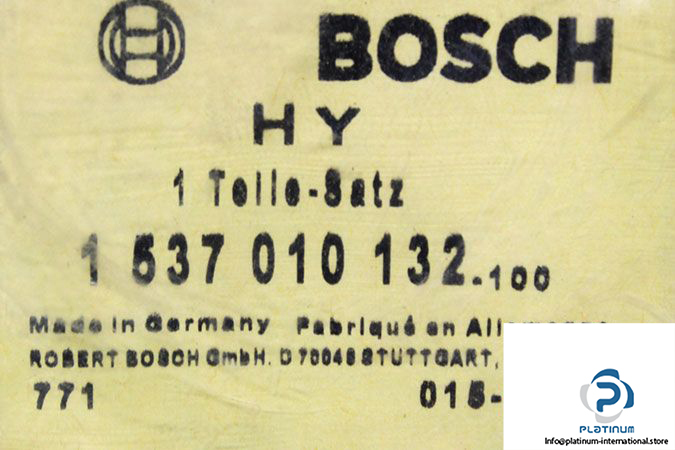 BOSCH
HY
1 Teile-Satz
1 537 010 132-100
Made in Germany Fabriqué en
ROBERT BOSCH GmbH. D 70049 STUTTGART,
771 015-
PLATINUM
Info@platinum-international.store